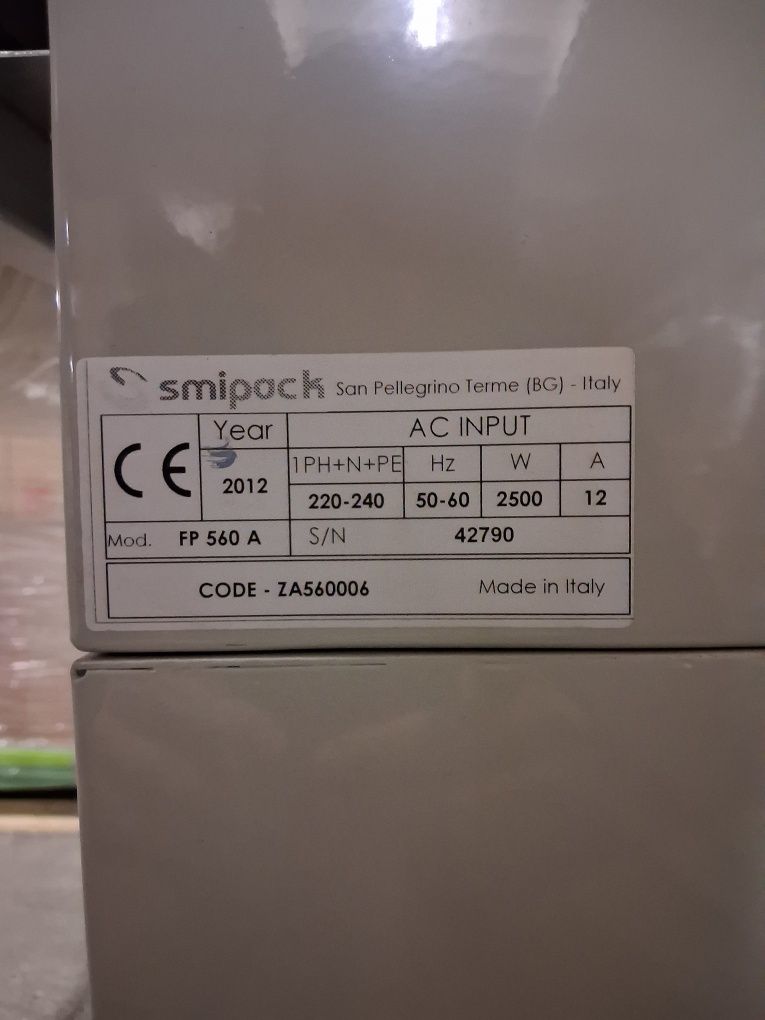 smipack San Pellegrino Terme (BG) - Italy
CE
Year
2012
AC INPUT
1PH+N+PE Hz W A
220-240 50-60 2500 12
Mod. FP 560 A S/N 42790
CODE - ZA560006 Made in Italy